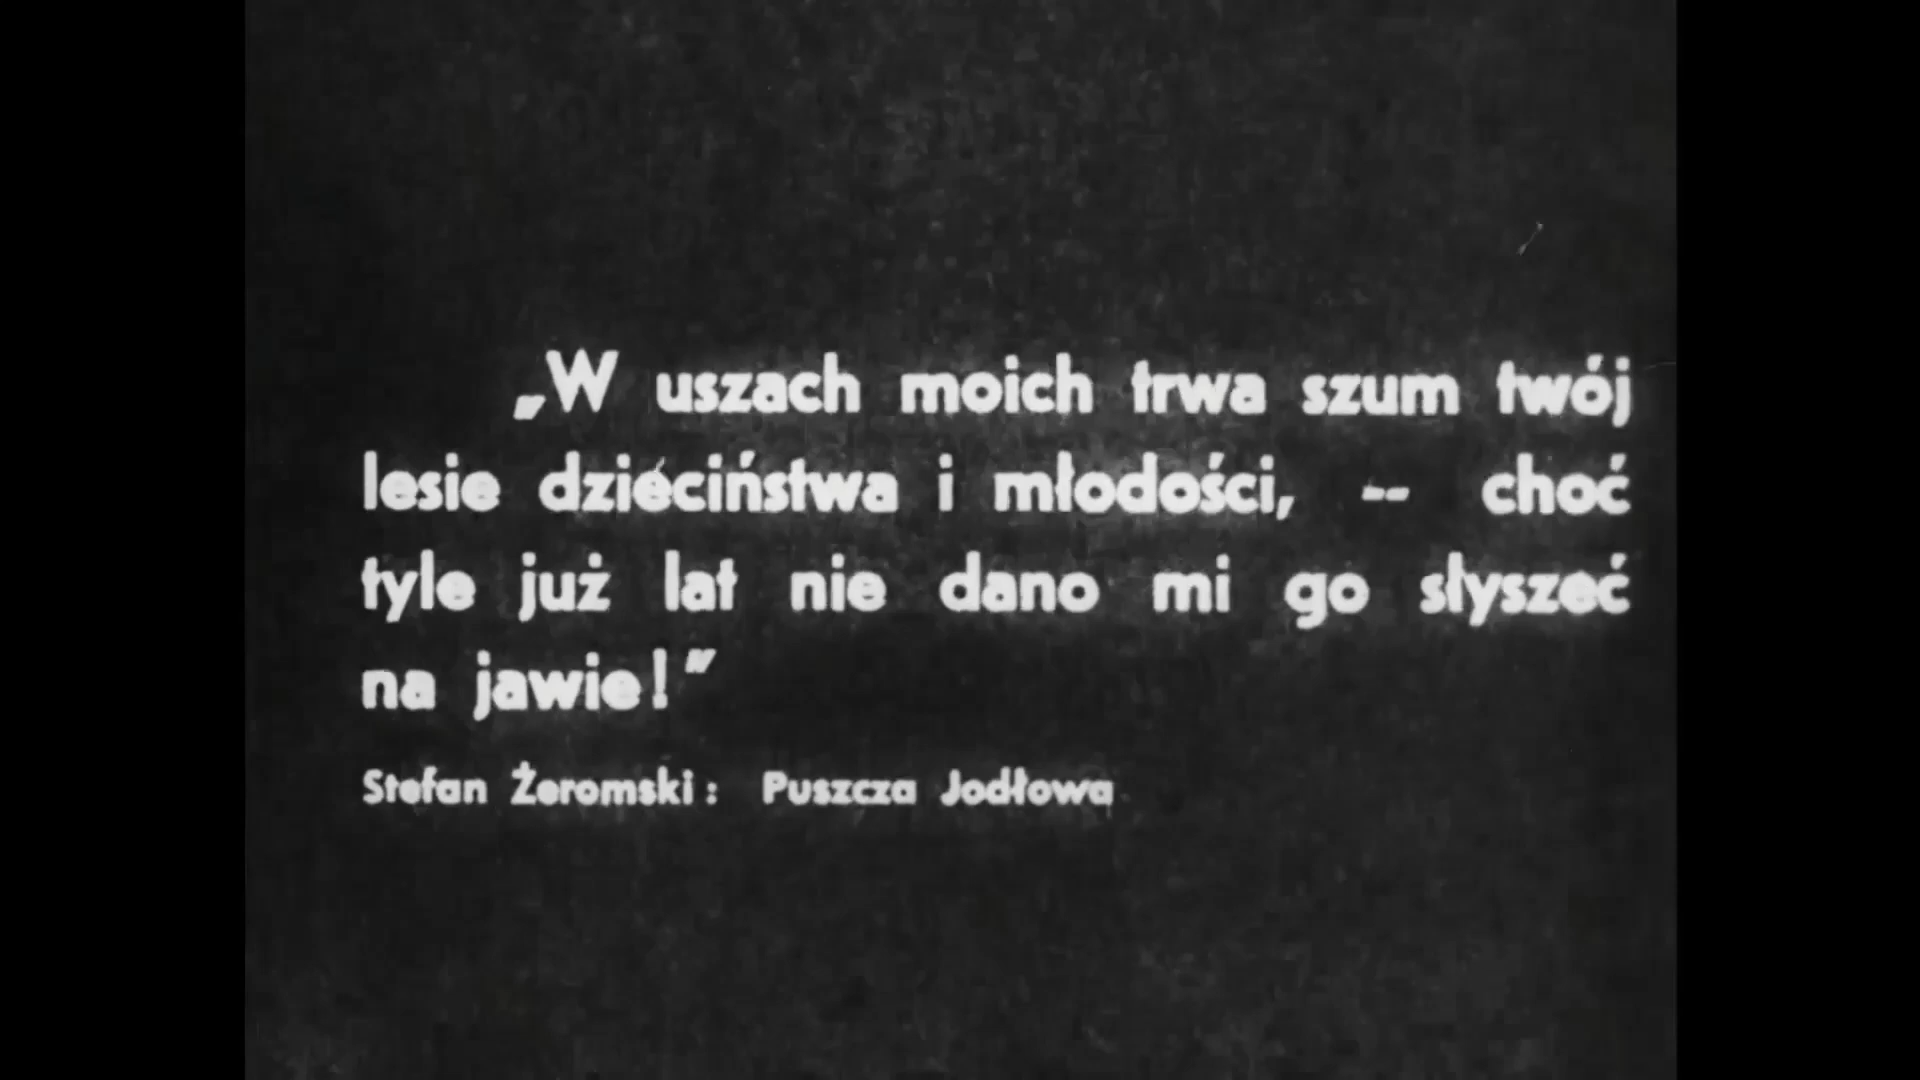 „W uszach moich trwa szum twój
lesie dzieciństwa i młodości, -- choć
tyle już lat nie dano mi go słyszeć
na jawie!"
Stefan Żeromski: Puszcza Jodłowa